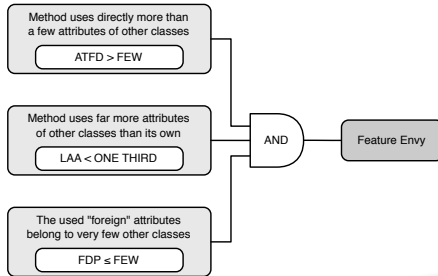 Method uses directly more than
a few attributes of other classes
ATFD > FEW
Method uses far more attributes
of other classes than its own
LAA < ONE THIRD
AND
Feature Envy
The used "foreign" attributes
belong to very few other classes
FDP ≤ FEW